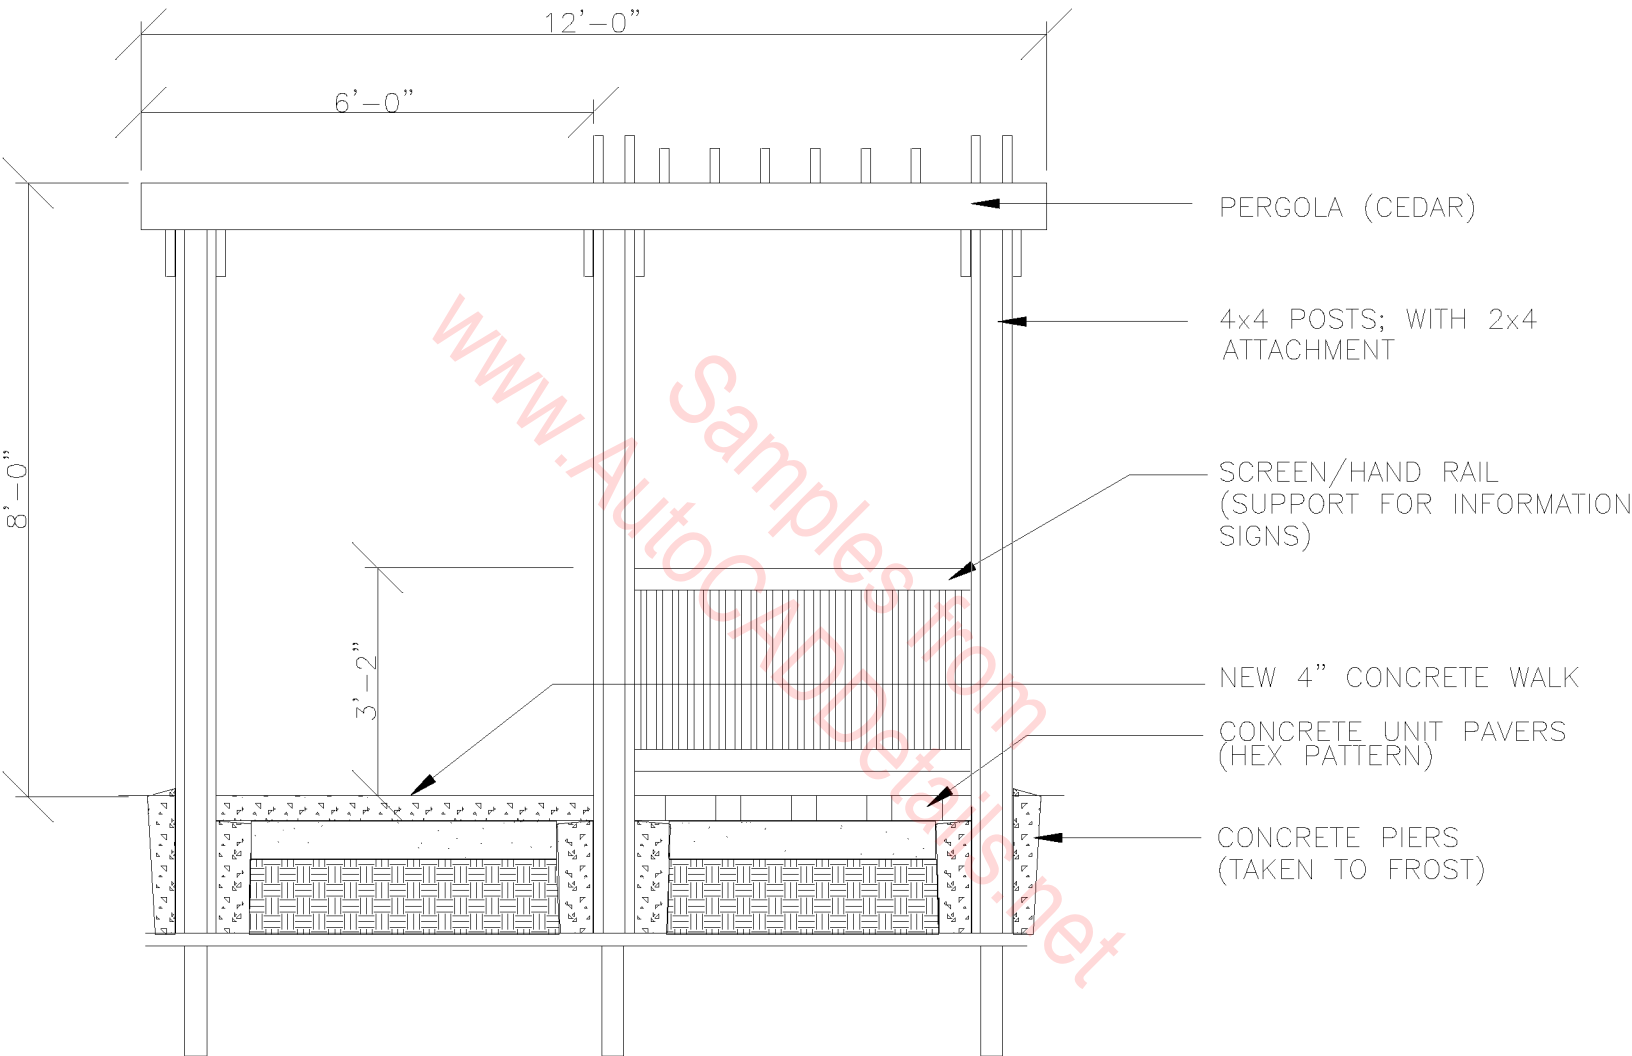 12'-0"
6'-0"
8'-0"
3'-2"
PERGOLA (CEDAR)
4x4 POSTS; WITH 2x4
ATTACHMENT
SCREEN/HAND RAIL
(SUPPORT FOR INFORMATION
SIGNS)
NEW 4" CONCRETE WALK
CONCRETE UNIT PAVERS
(HEX PATTERN)
CONCRETE PIERS
(TAKEN TO FROST)
Samples from
www.AutoCADDetails.net